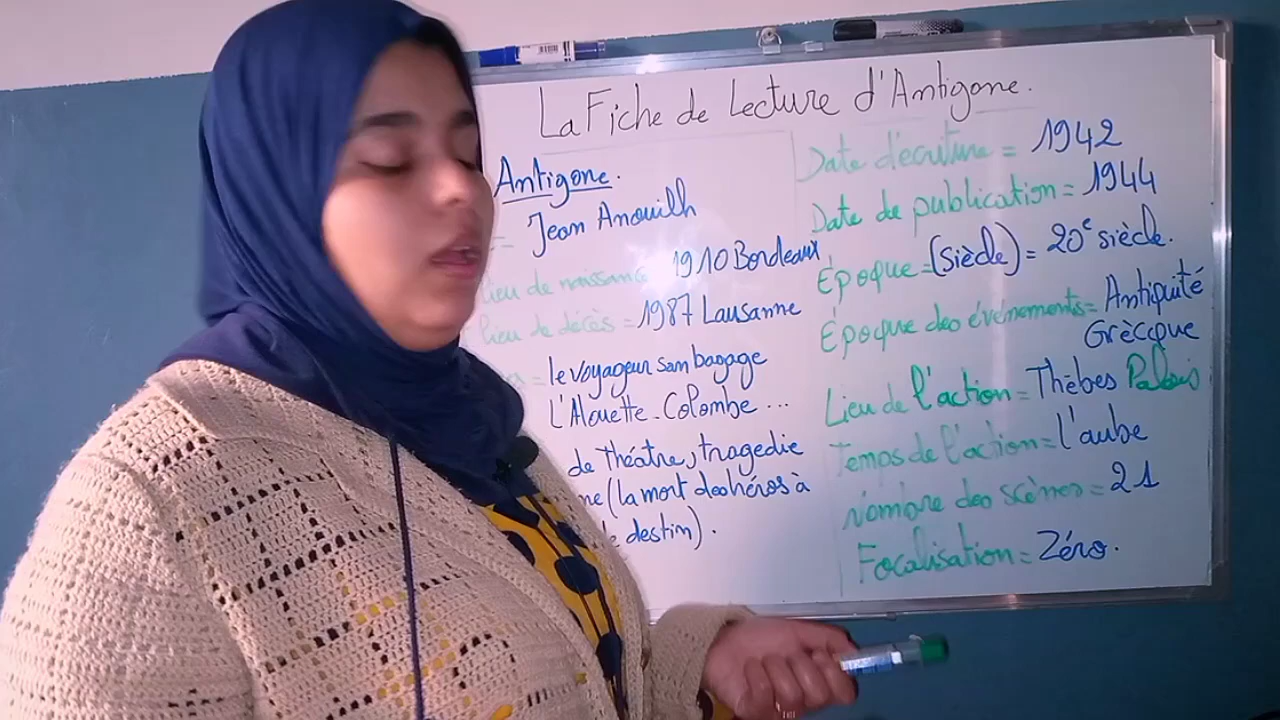 La Fiche de Lecture d'Antigone.
Antigone.
= Jean Anouilh
lieu de naissance 1910 Bordeaux
lieu de décès = 1987 Lausanne
= le voyageur sam bagage
L'Alouette - Colombe ...
de Théâtre, tragedie
ne (la mort des héros à
destin).
Date d'écriture = 1942
Date de publication = 1944
Époque = (siècle) = 20e siècle.
Époque des événements = Antiquité
Grècque
Lieu de l'action = Thèbes Palais
Temps de l'action = l'aube
Nombre des scènes = 21
Focalisation = Zéro.